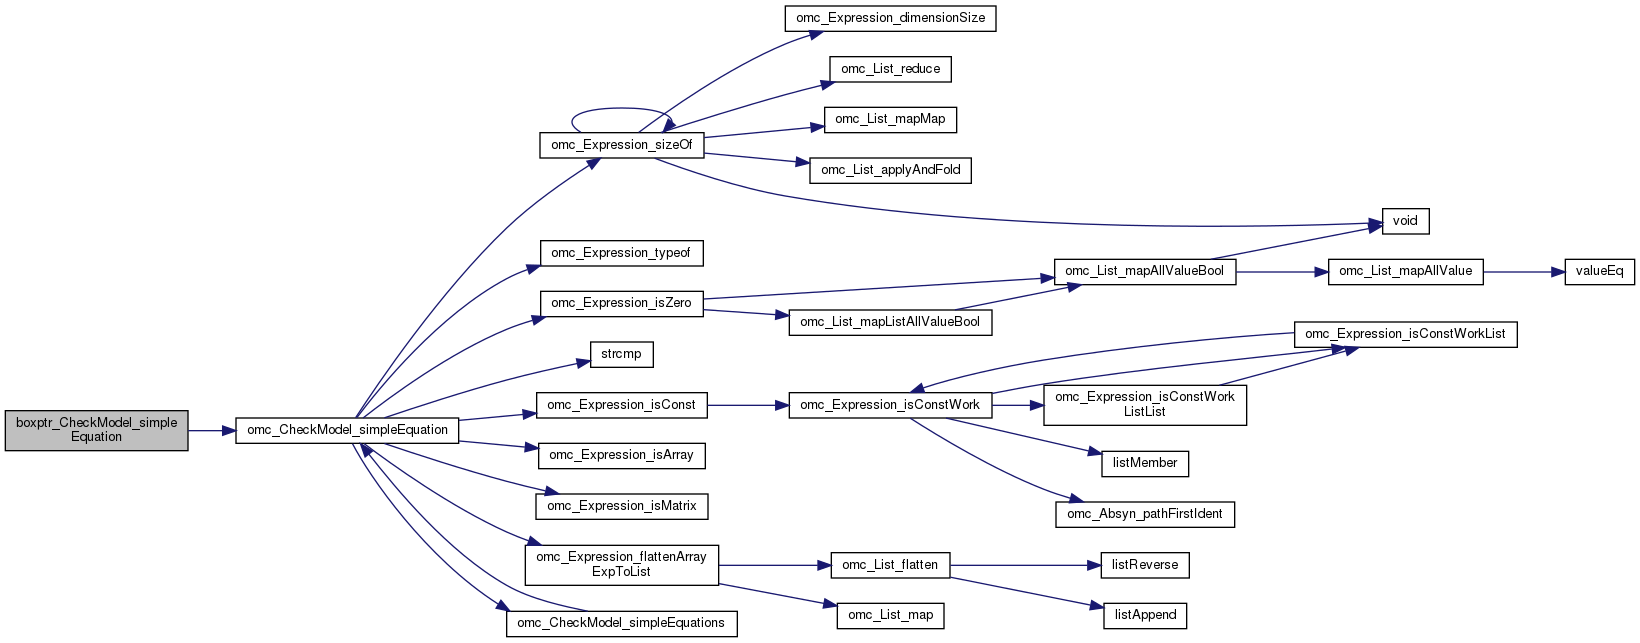 omc_Expression_dimensionSize
omc_List_reduce
omc_List_mapMap
omc_Expression_sizeOf
omc_List_applyAndFold
void
omc_Expression_typeof
omc_List_mapAllValueBool
omc_List_mapAllValue
valueEq
omc_Expression_isZero
omc_List_mapListAllValueBool
omc_Expression_isConstWorkList
strcmp
omc_Expression_isConst
omc_Expression_isConstWork
omc_Expression_isConstWork
ListList
boxptr_CheckModel_simple
Equation
omc_CheckModel_simpleEquation
omc_Expression_isArray
listMember
omc_Expression_isMatrix
omc_Absyn_pathFirstIdent
omc_Expression_flattenArray
ExpToList
omc_List_flatten
listReverse
omc_List_map
listAppend
omc_CheckModel_simpleEquations